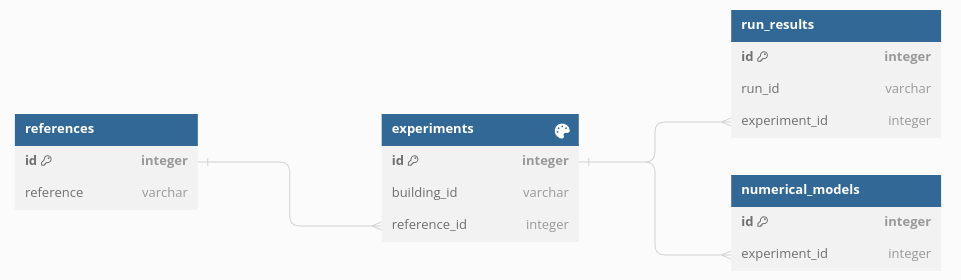 references
id integer
reference varchar
experiments
id integer
building_id varchar
reference_id integer
run_results
id integer
run_id varchar
experiment_id integer
numerical_models
id integer
experiment_id integer